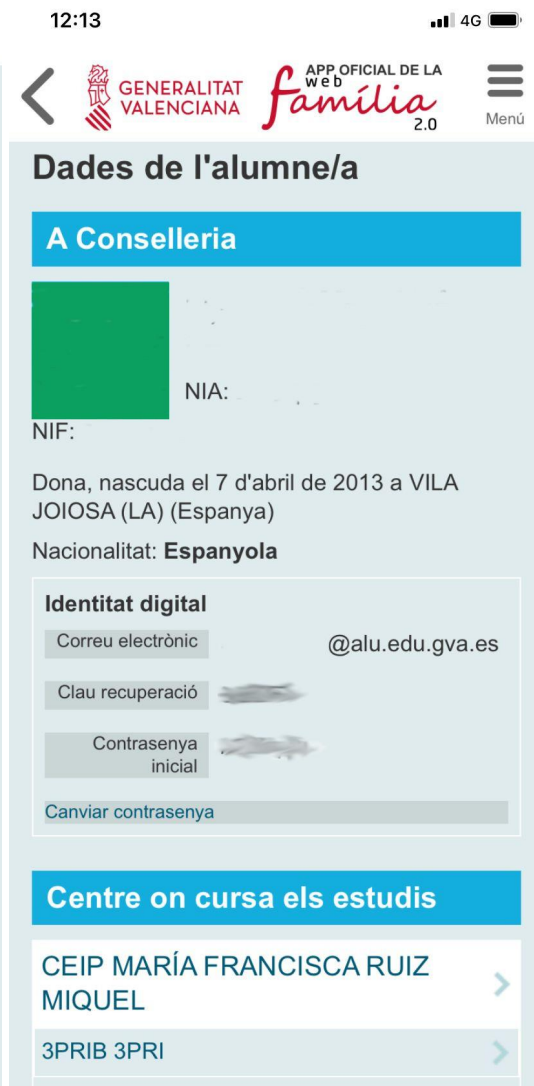 12:13
4G
GENERALITAT
VALENCIANA
APP OFICIAL DE LA
web
família
2.0
Menú
Dades de l'alumne/a
A Conselleria
NIA:
NIF:
Dona, nascuda el 7 d'abril de 2013 a VILA
JOIOSA (LA) (Espanya)
Nacionalitat: Espanyola
Identitat digital
Correu electrònic @alu.edu.gva.es
Clau recuperació
Contrasenya
inicial
Canviar contrasenya
Centre on cursa els estudis
CEIP MARÍA FRANCISCA RUIZ
MIQUEL
3PRIB 3PRI